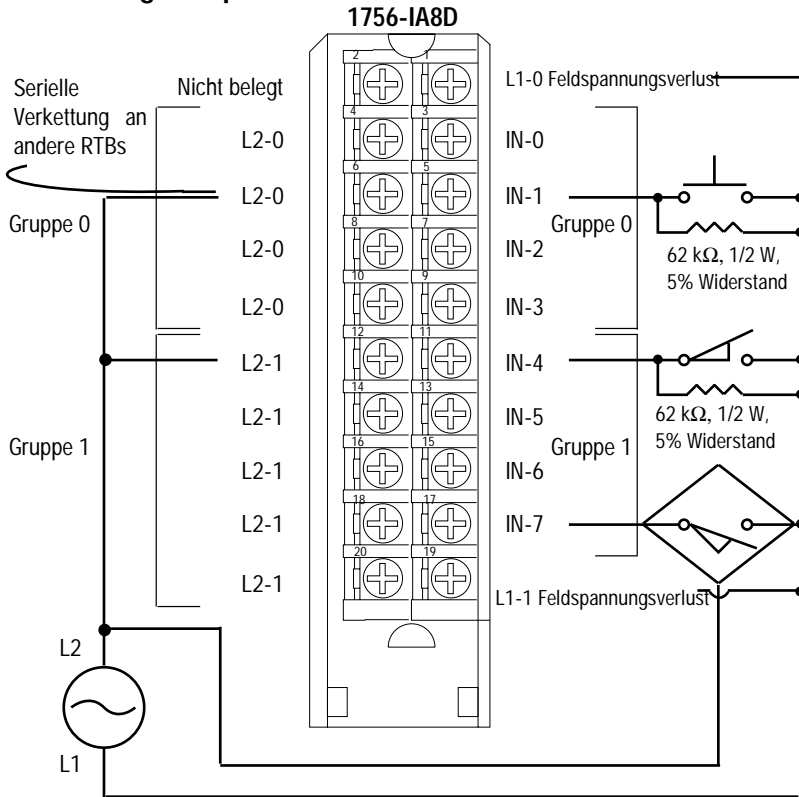 1756-IA8D
Serielle
Verkettung an
andere RTBs
Nicht belegt
L2-0
L2-0
L2-0
L2-0
Gruppe 0
L2-1
L2-1
L2-1
L2-1
L2-1
Gruppe 1
L2
L1
2 1
4 3
6 5
8 7
10 9
12 11
14 13
16 15
18 17
20 19
L1-0 Feldspannungsverlust
IN-0
IN-1
IN-2
IN-3
Gruppe 0
62 kΩ, 1/2 W,
5% Widerstand
IN-4
IN-5
IN-6
IN-7
Gruppe 1
62 kΩ, 1/2 W,
5% Widerstand
L1-1 Feldspannungsverlust